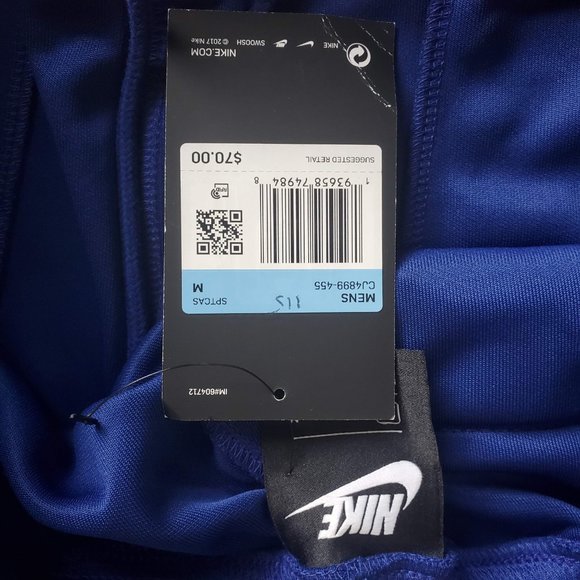 IM#604712
MENS
CJ4899-455
SPTCAS
M
1 93658 74984 8
SUGGESTED RETAIL
$70.00
NIKE.COM
SWOOSH © 2017 Nike
NIKE
NIKE